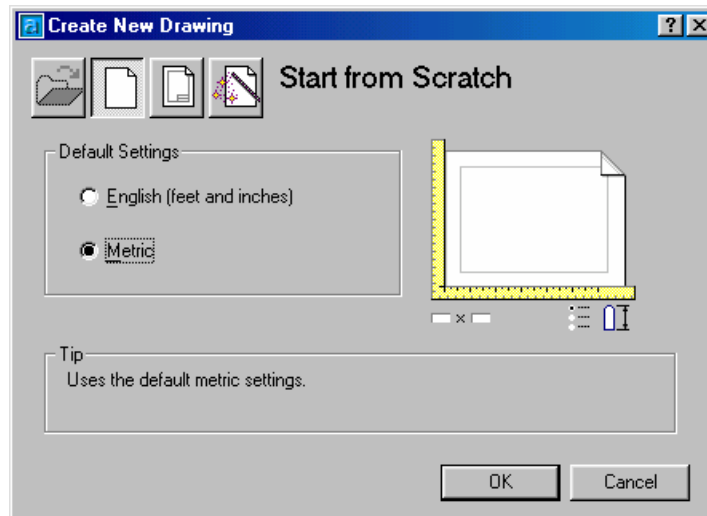 Create New Drawing
Start from Scratch
Default Settings
English (feet and inches)
Metric
Tip
Uses the default metric settings.
OK
Cancel